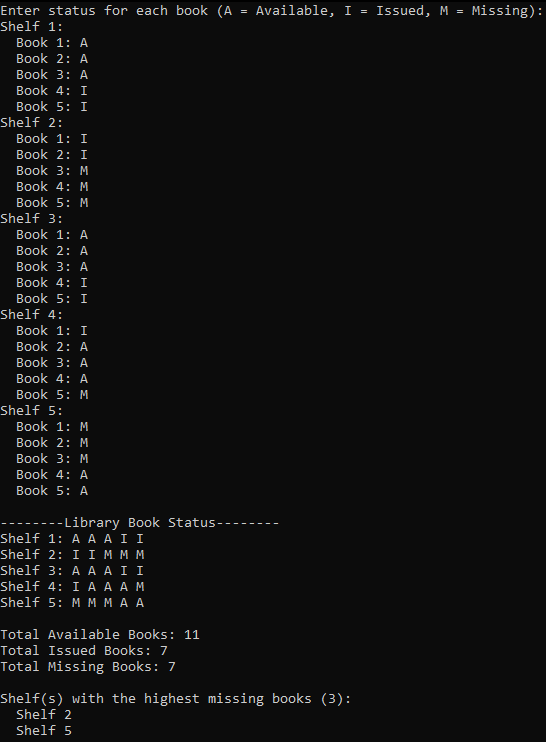 Enter status for each book (A = Available, I = Issued, M = Missing):
Shelf 1:
  Book 1: A
  Book 2: A
  Book 3: A
  Book 4: I
  Book 5: I
Shelf 2:
  Book 1: I
  Book 2: I
  Book 3: M
  Book 4: M
  Book 5: M
Shelf 3:
  Book 1: A
  Book 2: A
  Book 3: A
  Book 4: I
  Book 5: I
Shelf 4:
  Book 1: I
  Book 2: A
  Book 3: A
  Book 4: A
  Book 5: M
Shelf 5:
  Book 1: M
  Book 2: M
  Book 3: M
  Book 4: A
  Book 5: A

--------Library Book Status--------
Shelf 1: A A A I I
Shelf 2: I I M M M
Shelf 3: A A A I I
Shelf 4: I A A A M
Shelf 5: M M M A A

Total Available Books: 11
Total Issued Books: 7
Total Missing Books: 7

Shelf(s) with the highest missing books (3):
  Shelf 2
  Shelf 5